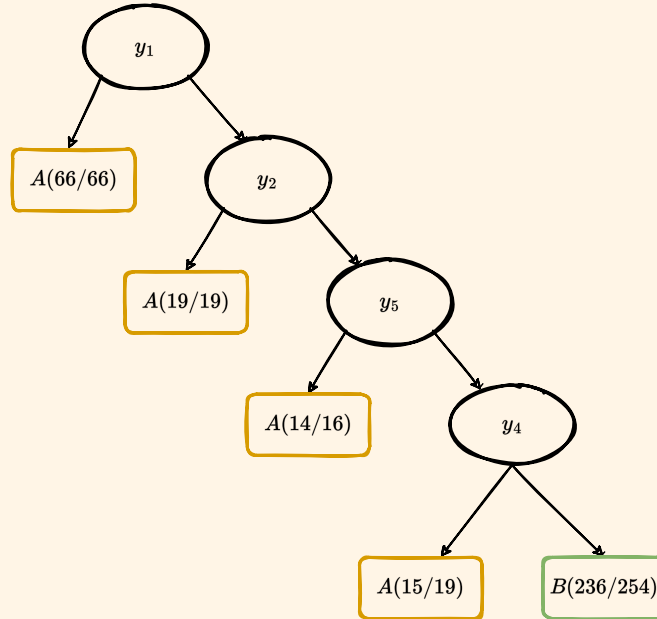 y₁
A(66/66)
y₂
A(19/19)
y₅
A(14/16)
y₄
A(15/19)
B(236/254)